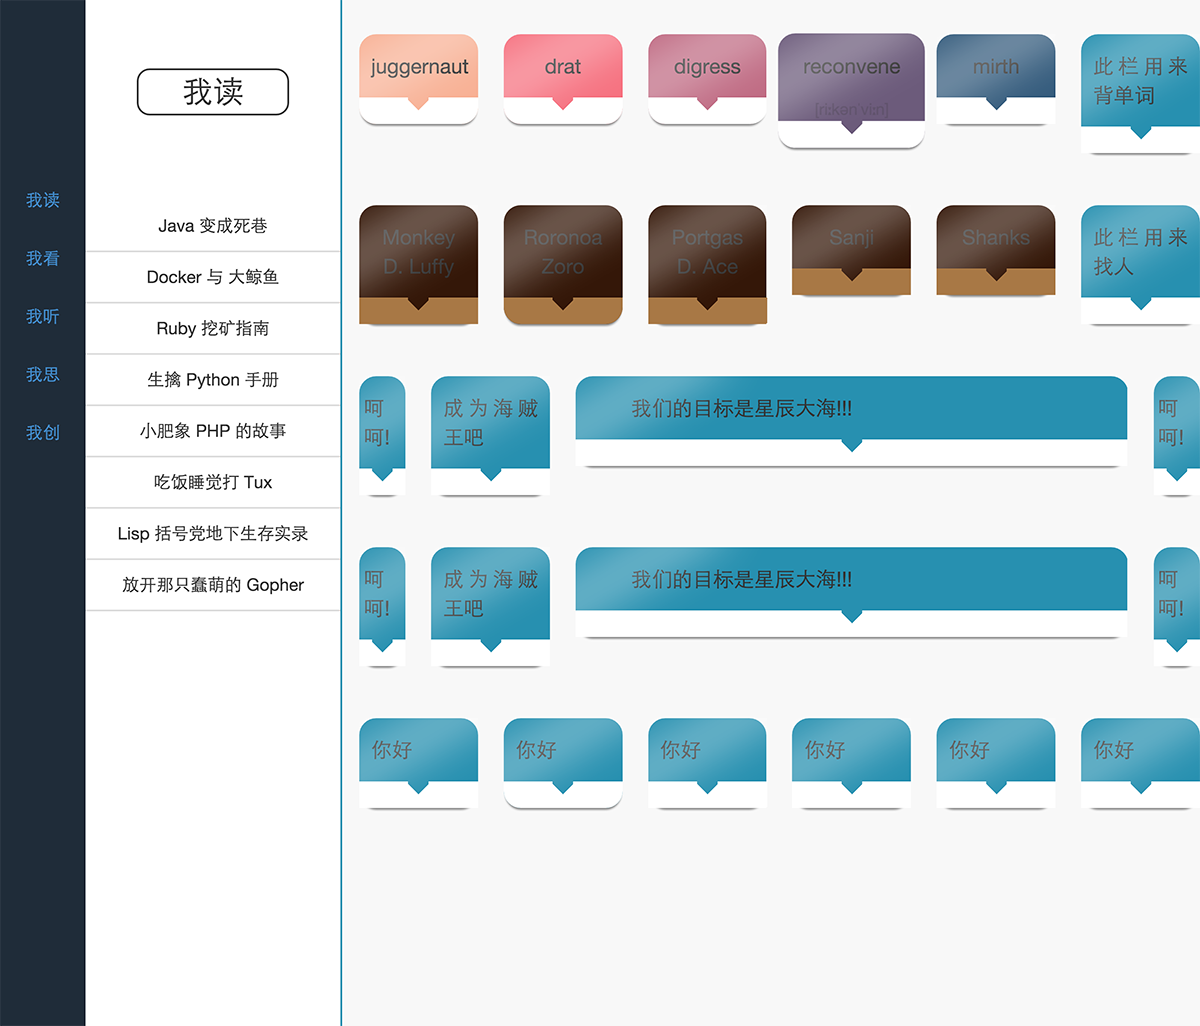 我读
我看
我听
我思
我创
我读
Java 变成死巷
Docker 与 大鲸鱼
Ruby 挖矿指南
生擒 Python 手册
小肥象 PHP 的故事
吃饭睡觉打 Tux
Lisp 括号党地下生存实录
放开那只蠢萌的 Gopher
juggernaut
drat
digress
reconvene
[ri:kən vi:n]
mirth
此栏用来
背单词
Monkey
D. Luffy
Roronoa
Zoro
Portgas
D. Ace
Sanji
Shanks
此栏用来
找人
呵
呵!
成为海贼
王吧
我们的目标是星辰大海!!!
呵
呵!
呵
呵!
成为海贼
王吧
我们的目标是星辰大海!!!
呵
呵!
你好
你好
你好
你好
你好
你好